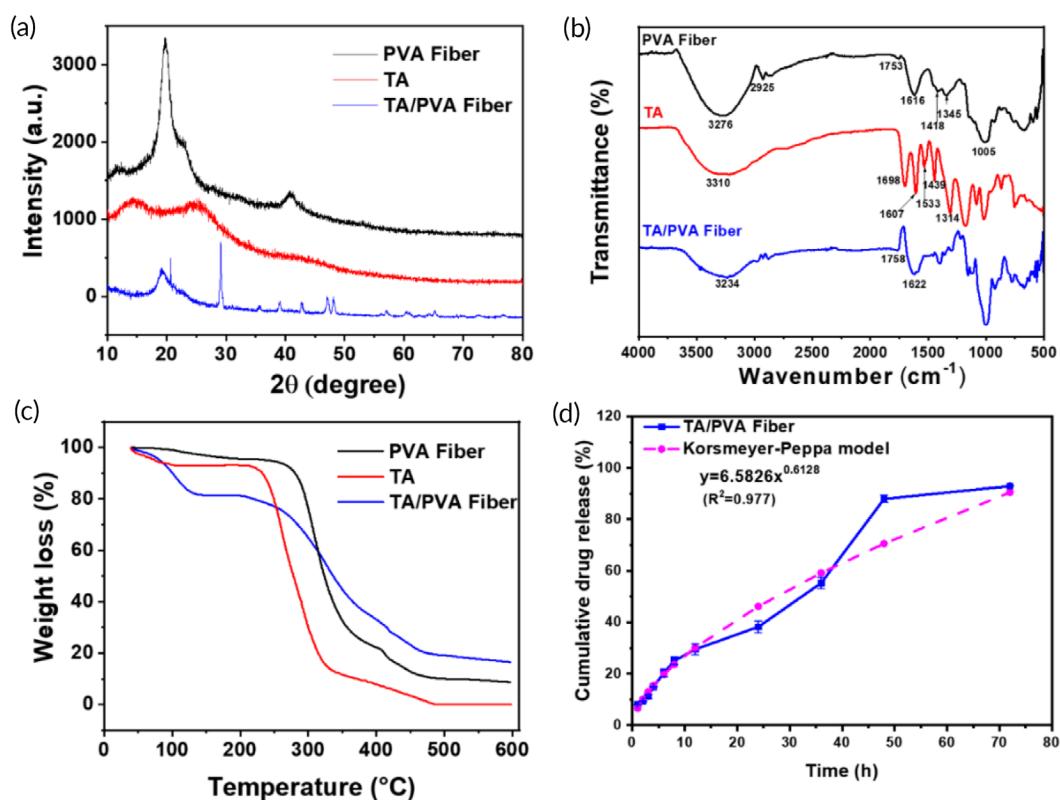 (a)
PVA Fiber
TA
TA/PVA Fiber
3000
2000
1000
0
Intensity (a.u.)
10 20 30 40 50 60 70 80
2θ (degree)
(b)
PVA Fiber
1753
2925
1616
1345
1418
3276
1005
TA
3310
1698
1439
1533
1607
1314
TA/PVA Fiber
1758
3234
1622
Transmittance (%)
4000 3500 3000 2500 2000 1500 1000 500
Wavenumber (cm⁻¹)
(c)
PVA Fiber
TA
TA/PVA Fiber
100
80
60
40
20
0
Weight loss (%)
0 100 200 300 400 500 600
Temperature (°C)
(d)
TA/PVA Fiber
Korsmeyer-Peppa model
y=6.5826x^0.6128
(R²=0.977)
120
100
80
60
40
20
0
Cumulative drug release (%)
0 10 20 30 40 50 60 70 80
Time (h)